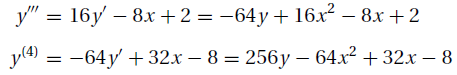 y′′′ = 16y′ − 8x + 2 = −64y + 16x² − 8x + 2
y⁽⁴⁾ = −64y′ + 32x − 8 = 256y − 64x² + 32x − 8